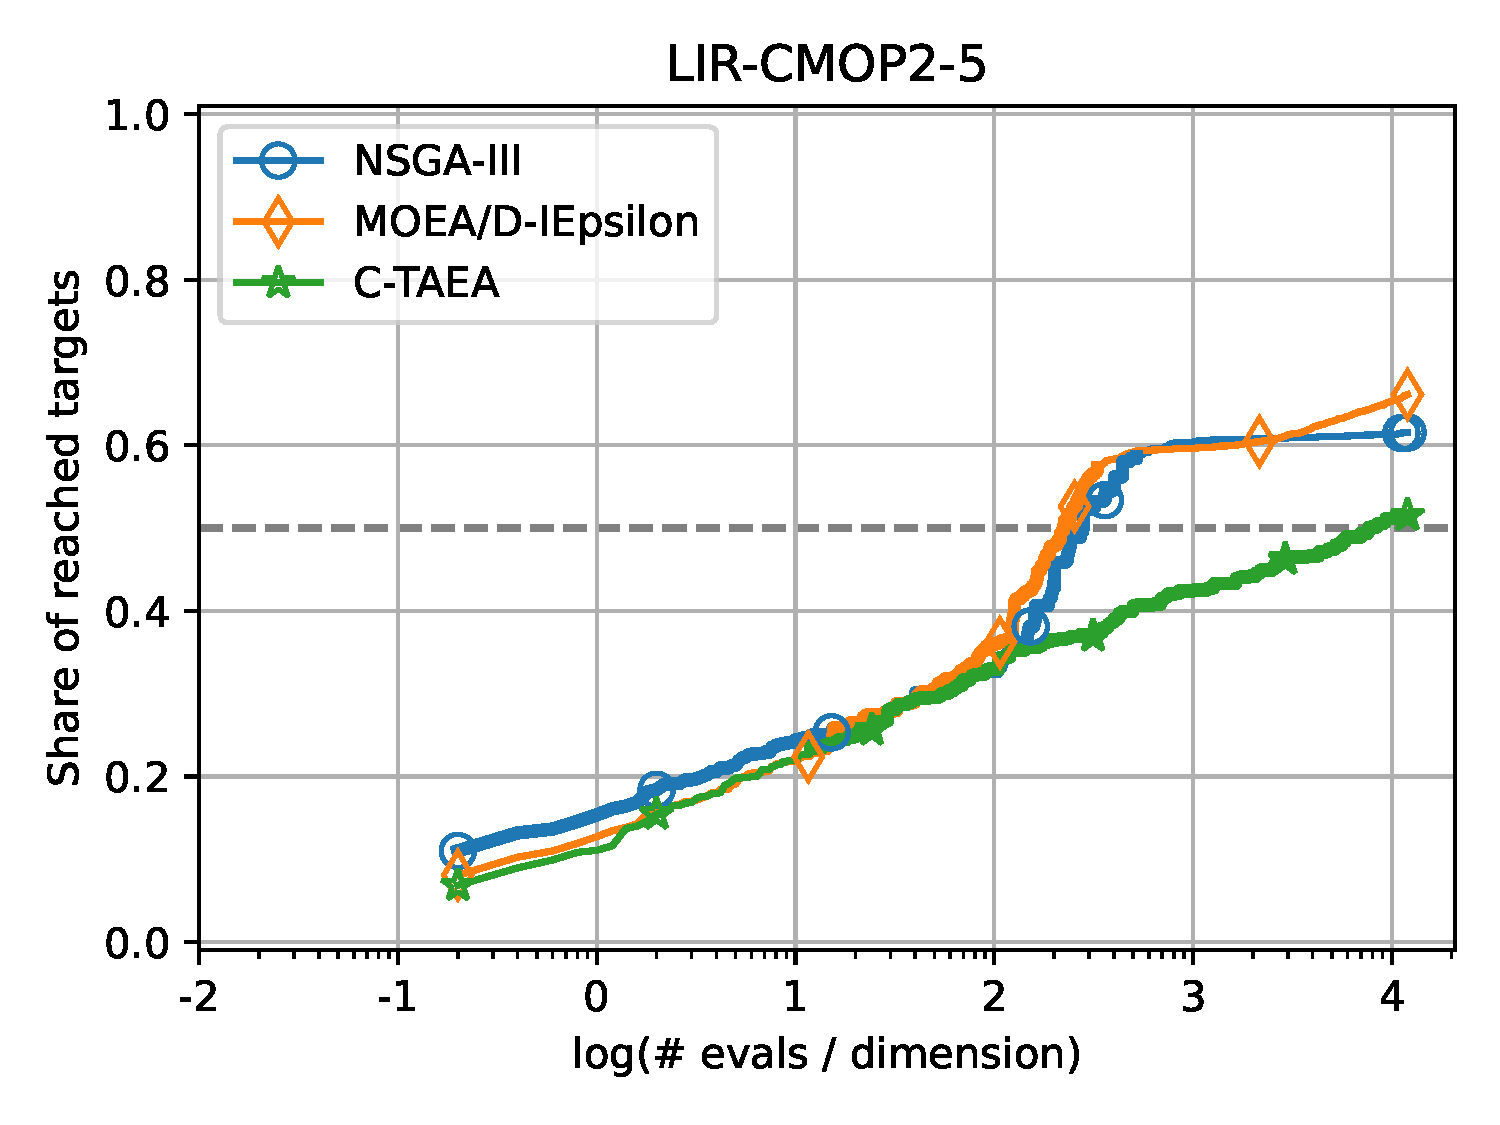 LIR-CMOP2-5
NSGA-III
MOEA/D-IEpsilon
C-TAEA
Share of reached targets
1.0
0.8
0.6
0.4
0.2
0.0
-2 -1 0 1 2 3 4
log(# evals / dimension)